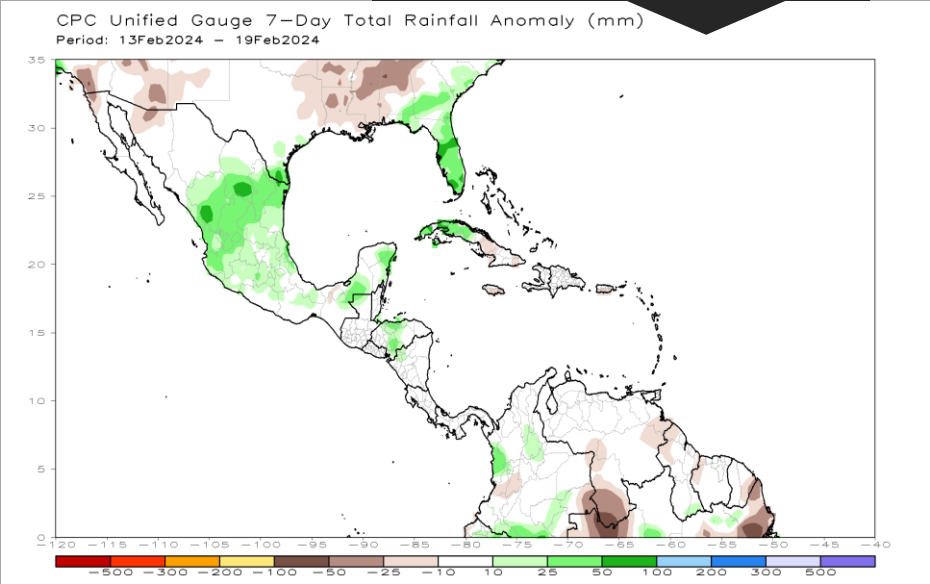 CPC Unified Gauge 7-Day Total Rainfall Anomaly (mm)
Period: 13Feb2024 - 19Feb2024
35
30
25
20
15
10
5
0
-120 -115 -110 -105 -100 -95 -90 -85 -80 -75 -70 -65 -60 -55 -50 -45 -40
-500 -300 -200 -100 -50 -25 -10 10 25 50 100 200 300 500